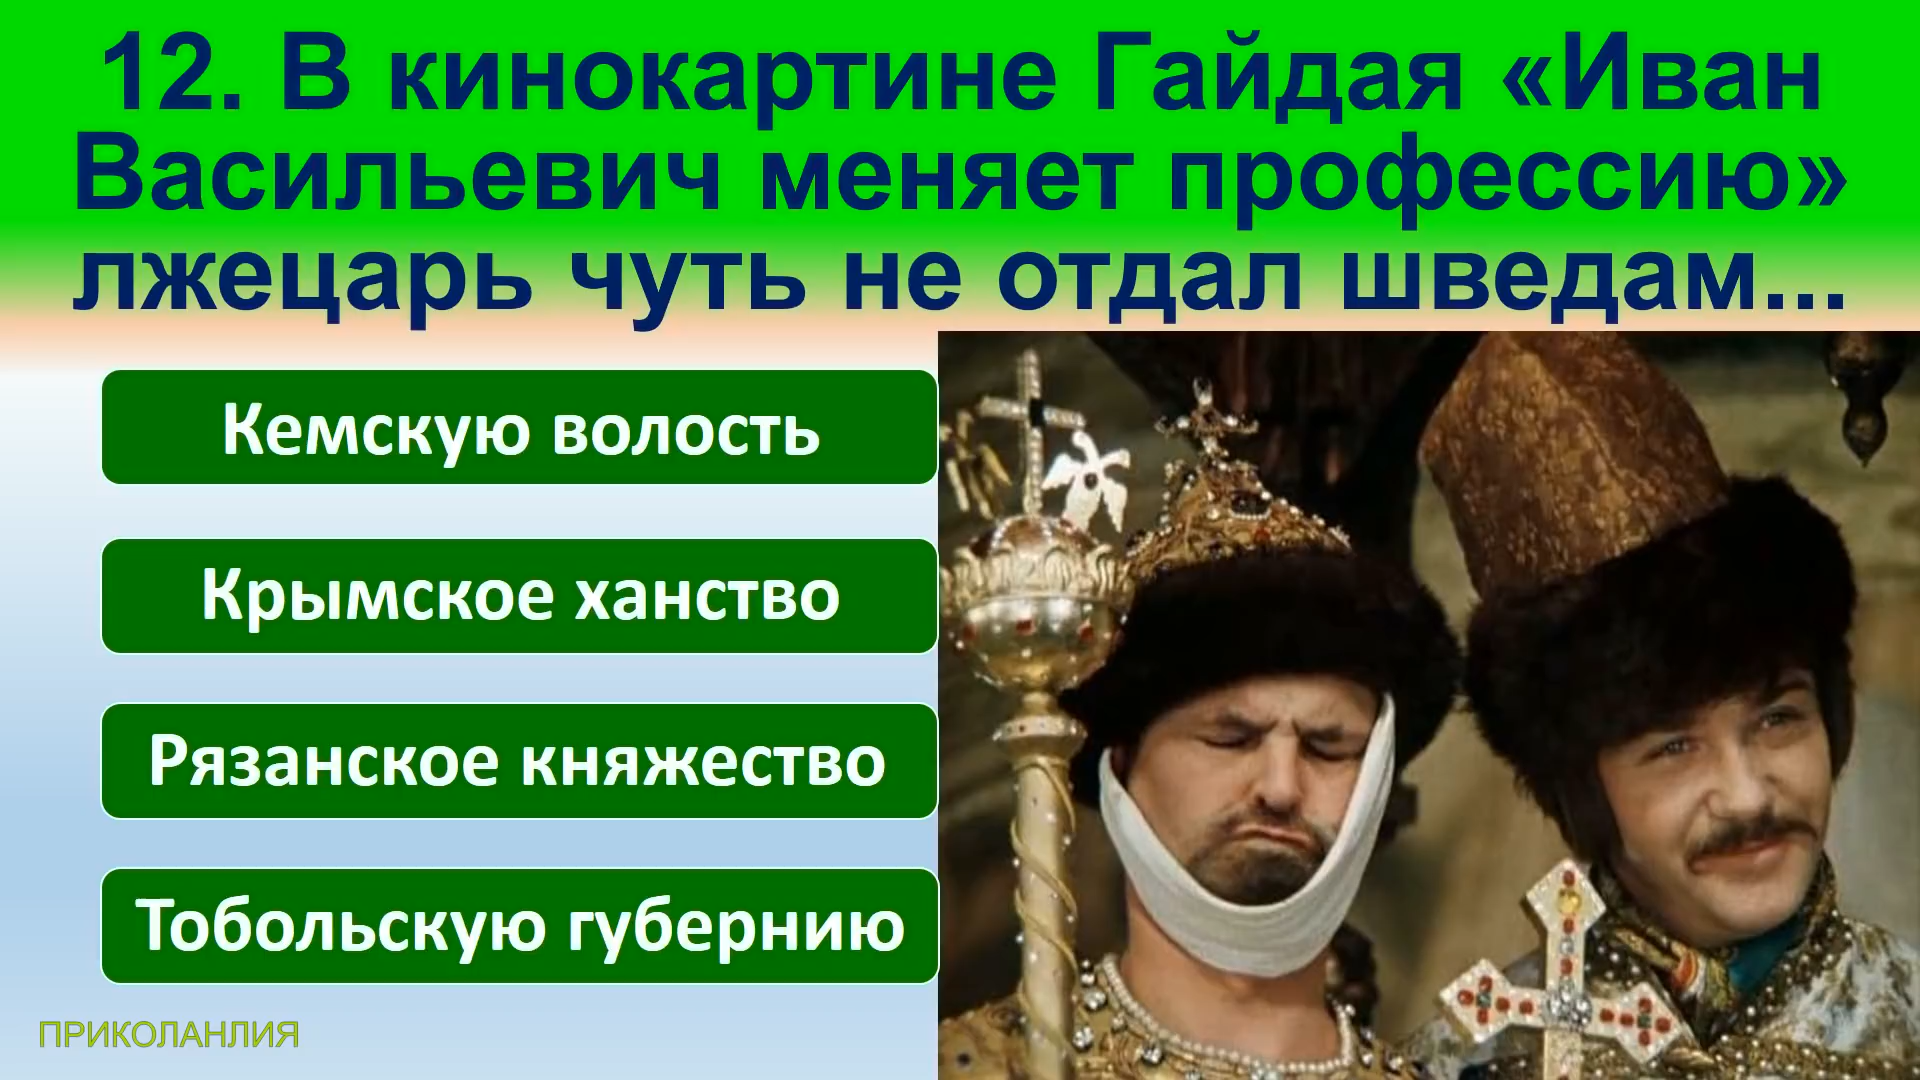 12. В кинокартине Гайдая «Иван
Васильевич меняет профессию»
лжецарь чуть не отдал шведам...
Кемскую волость
Крымское ханство
Рязанское княжество
Тобольскую губернию
ПРИКОЛАНЛИЯ